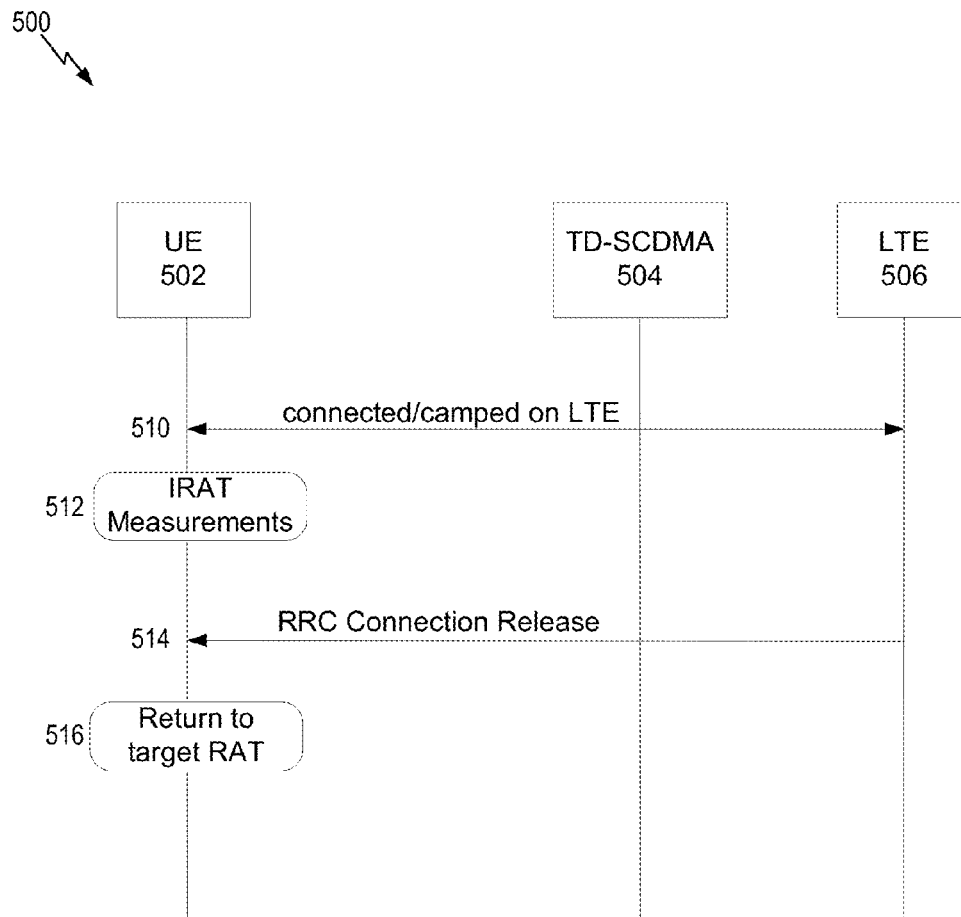 500
UE
502
TD-SCDMA
504
LTE
506
510
connected/camped on LTE
512
IRAT
Measurements
514
RRC Connection Release
516
Return to
target RAT